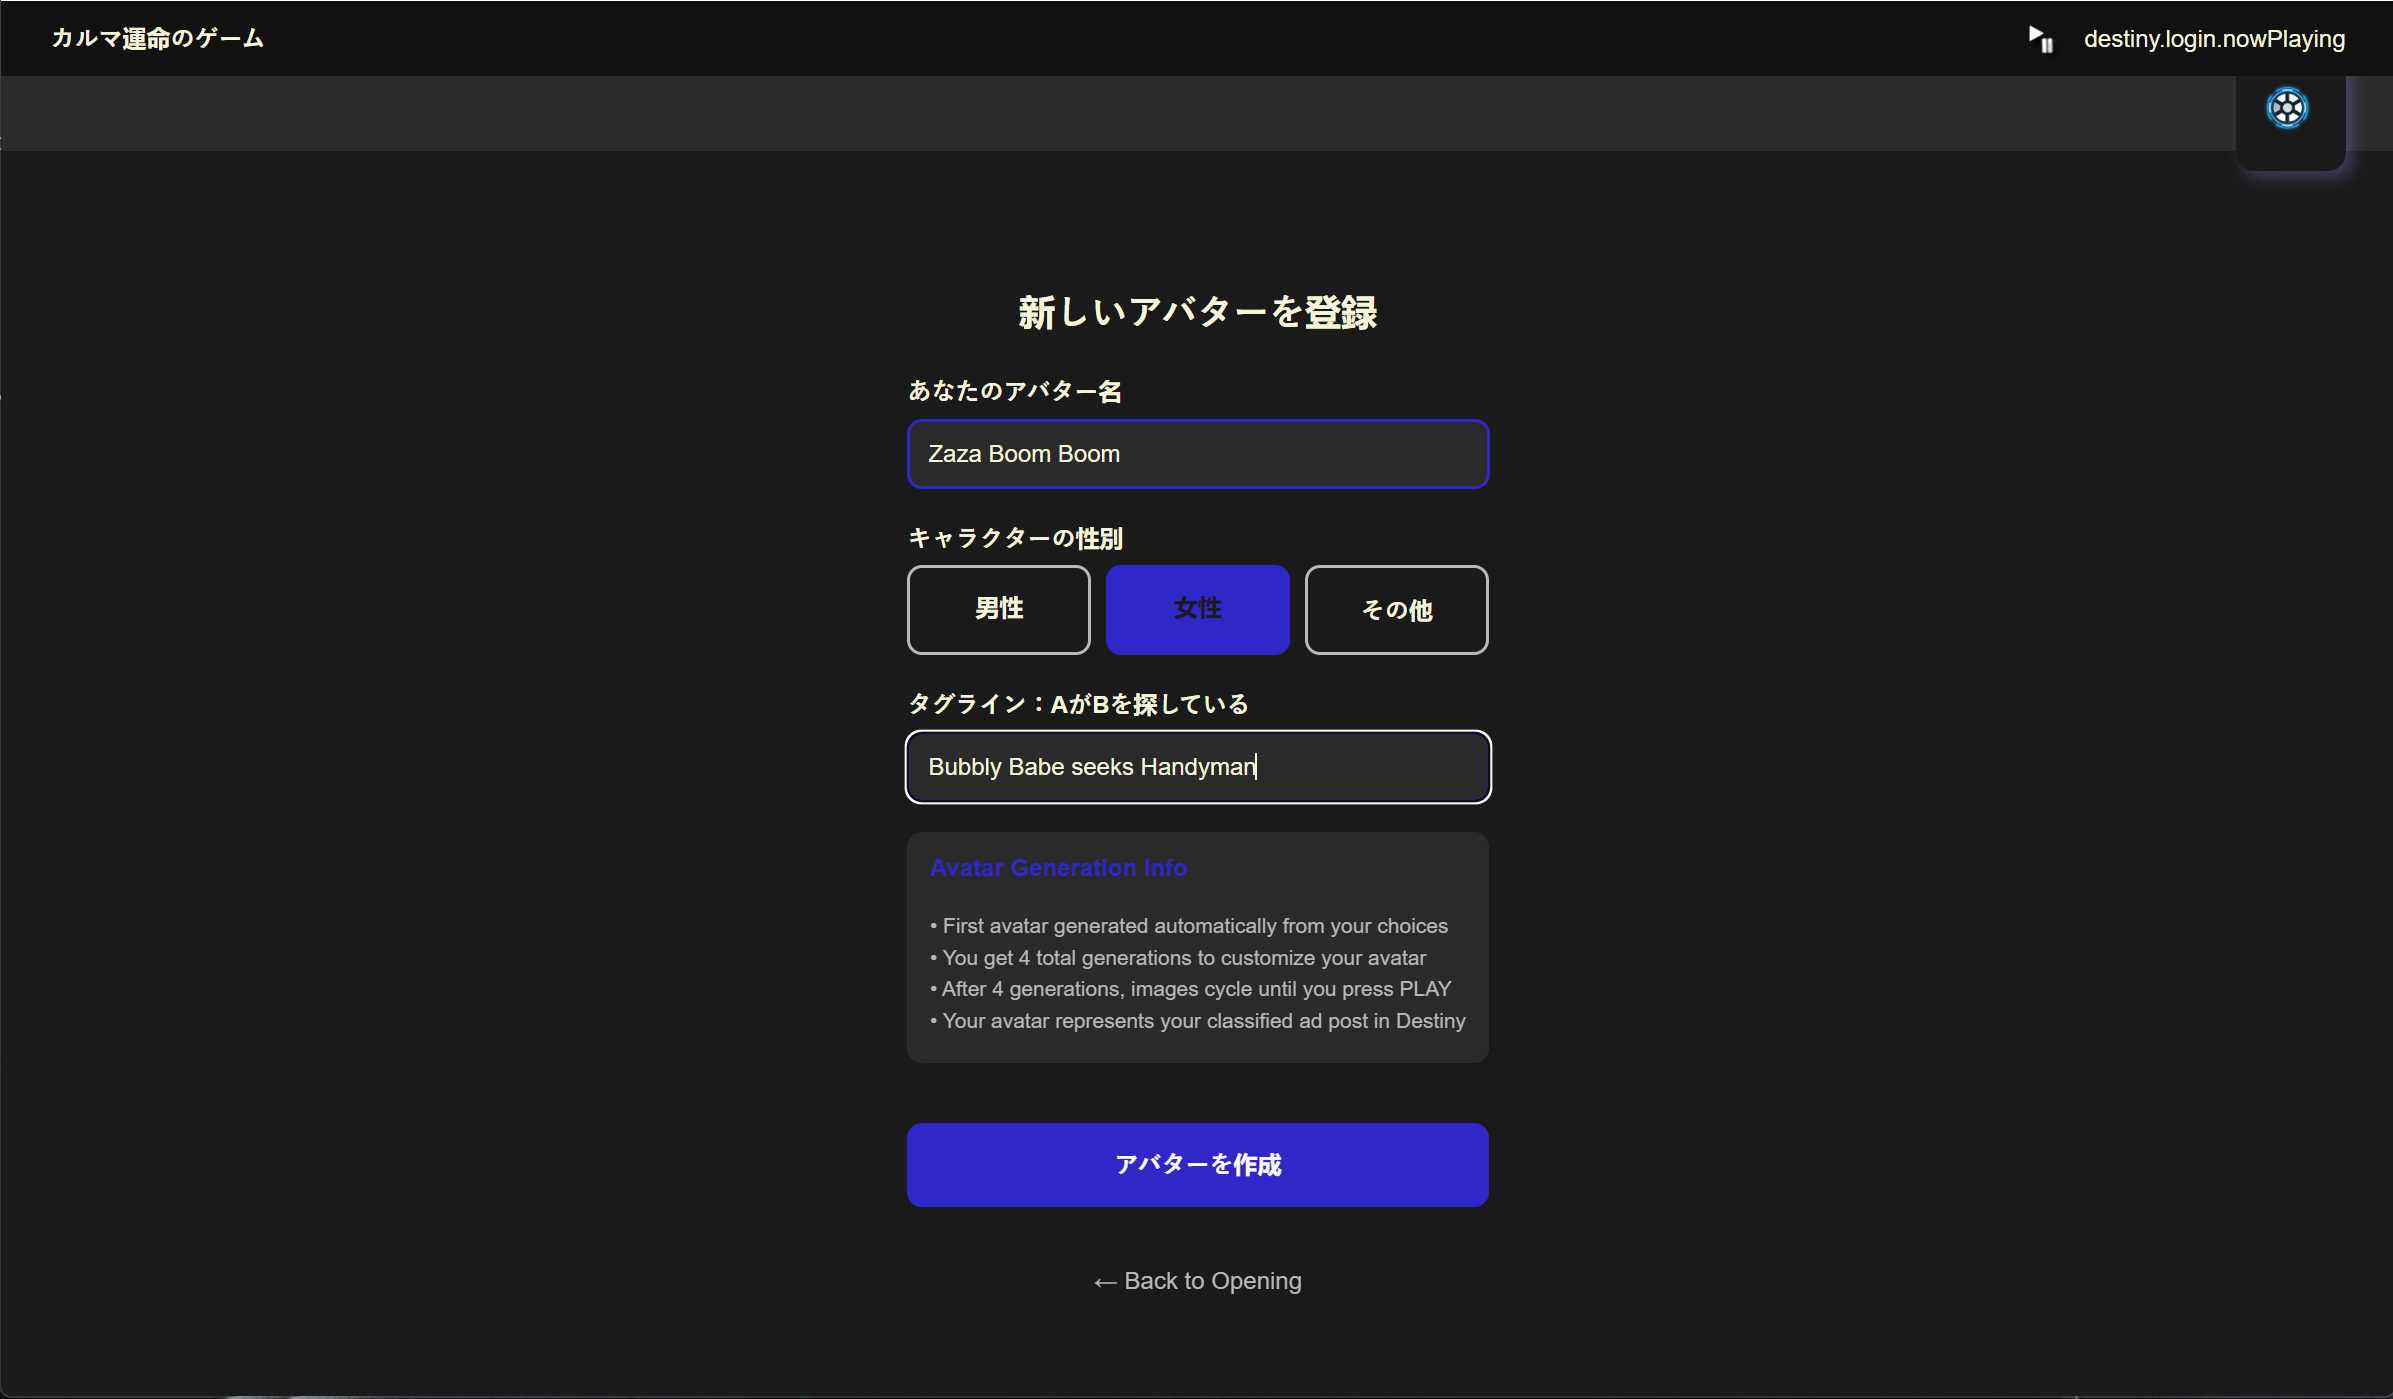 カルマ運命のゲーム
destiny.login.nowPlaying
新しいアバターを登録
あなたのアバター名
Zaza Boom Boom
キャラクターの性別
男性
女性
その他
タグライン：AがBを探している
Bubbly Babe seeks Handyman
Avatar Generation Info
• First avatar generated automatically from your choices
• You get 4 total generations to customize your avatar
• After 4 generations, images cycle until you press PLAY
• Your avatar represents your classified ad post in Destiny
アバターを作成
← Back to Opening